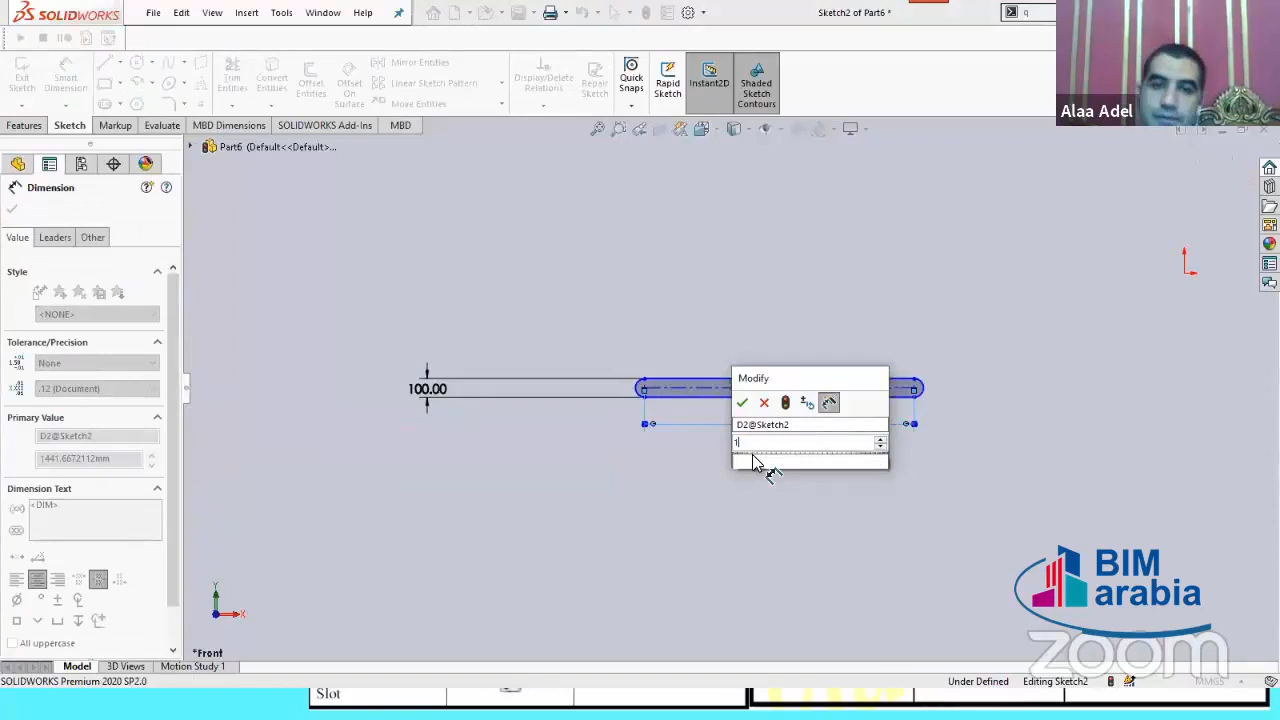 SOLIDWORKS File Edit View Insert Tools Window Help Sketch2 of Part6 * q
Exit Sketch
Smart Dimension
Trim Entities
Convert Entities
Offset Entities
Offset On Surface
Mirror Entities
Linear Sketch Pattern
Move Entities
Display/Delete Relations
Repair Sketch
Quick Snaps
Rapid Sketch
Instant2D
Shaded Sketch Contours
Alaa Adel
Features Sketch Markup Evaluate MBD Dimensions SOLIDWORKS Add-Ins MBD
Part6 (Default<<Default>...
Dimension
Value Leaders Other
Style
<NONE>
Tolerance/Precision
None
.12 (Document)
Primary Value
D2@Sketch2
1441.6672112mm
Dimension Text
<DIM>
All uppercase
100.00
Modify
D2@Sketch2
1
Y
X
*Front
BIM
arabia
zoom
Model 3D Views Motion Study 1
SOLIDWORKS Premium 2020 SP2.0 Under Defined Editing Sketch2 MMGS
Slot